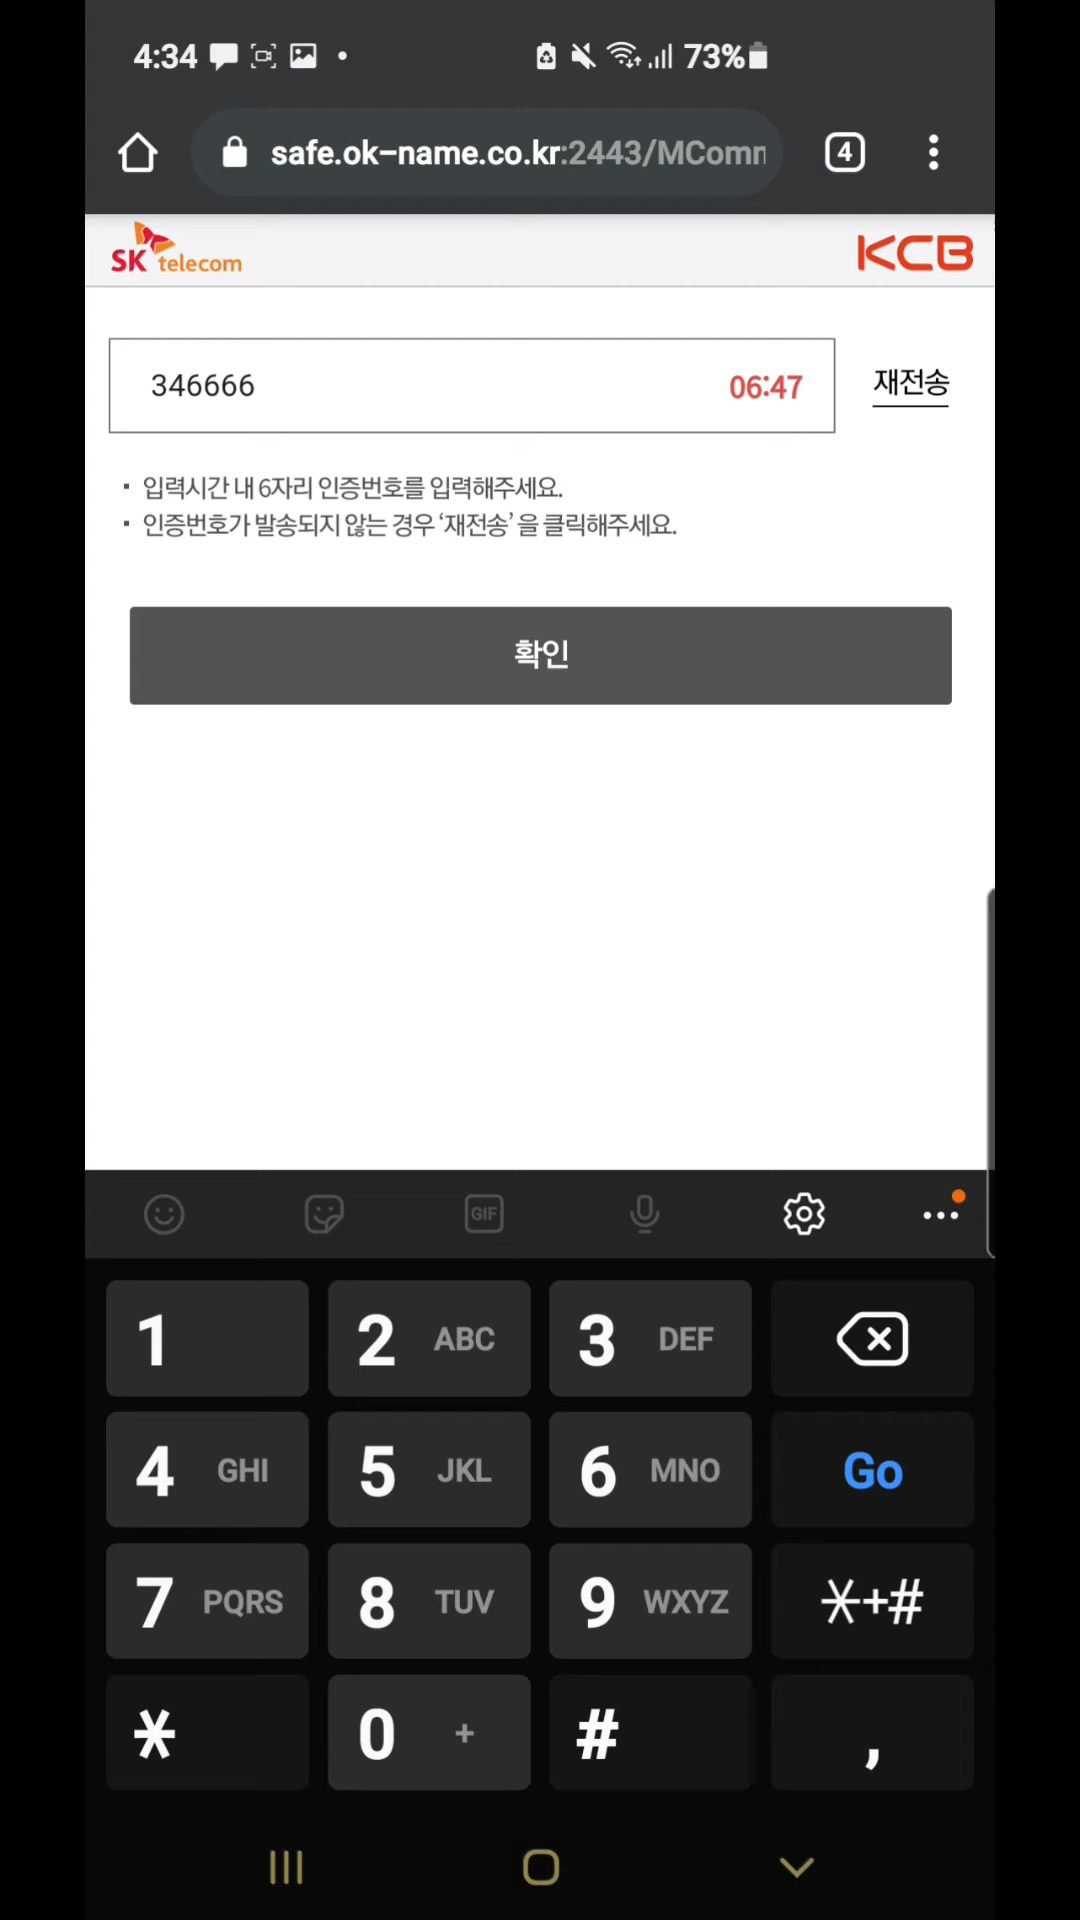 4:34 73%
safe.ok-name.co.kr:2443/MComm 4
SK telecom KCB
346666 06:47 재전송
▪ 입력시간 내 6자리 인증번호를 입력해주세요.
▪ 인증번호가 발송되지 않는 경우 ‘재전송’ 을 클릭해주세요.
확인
GIF
1 2 ABC 3 DEF
4 GHI 5 JKL 6 MNO Go
7 PQRS 8 TUV 9 WXYZ *+#
* 0 + # ,